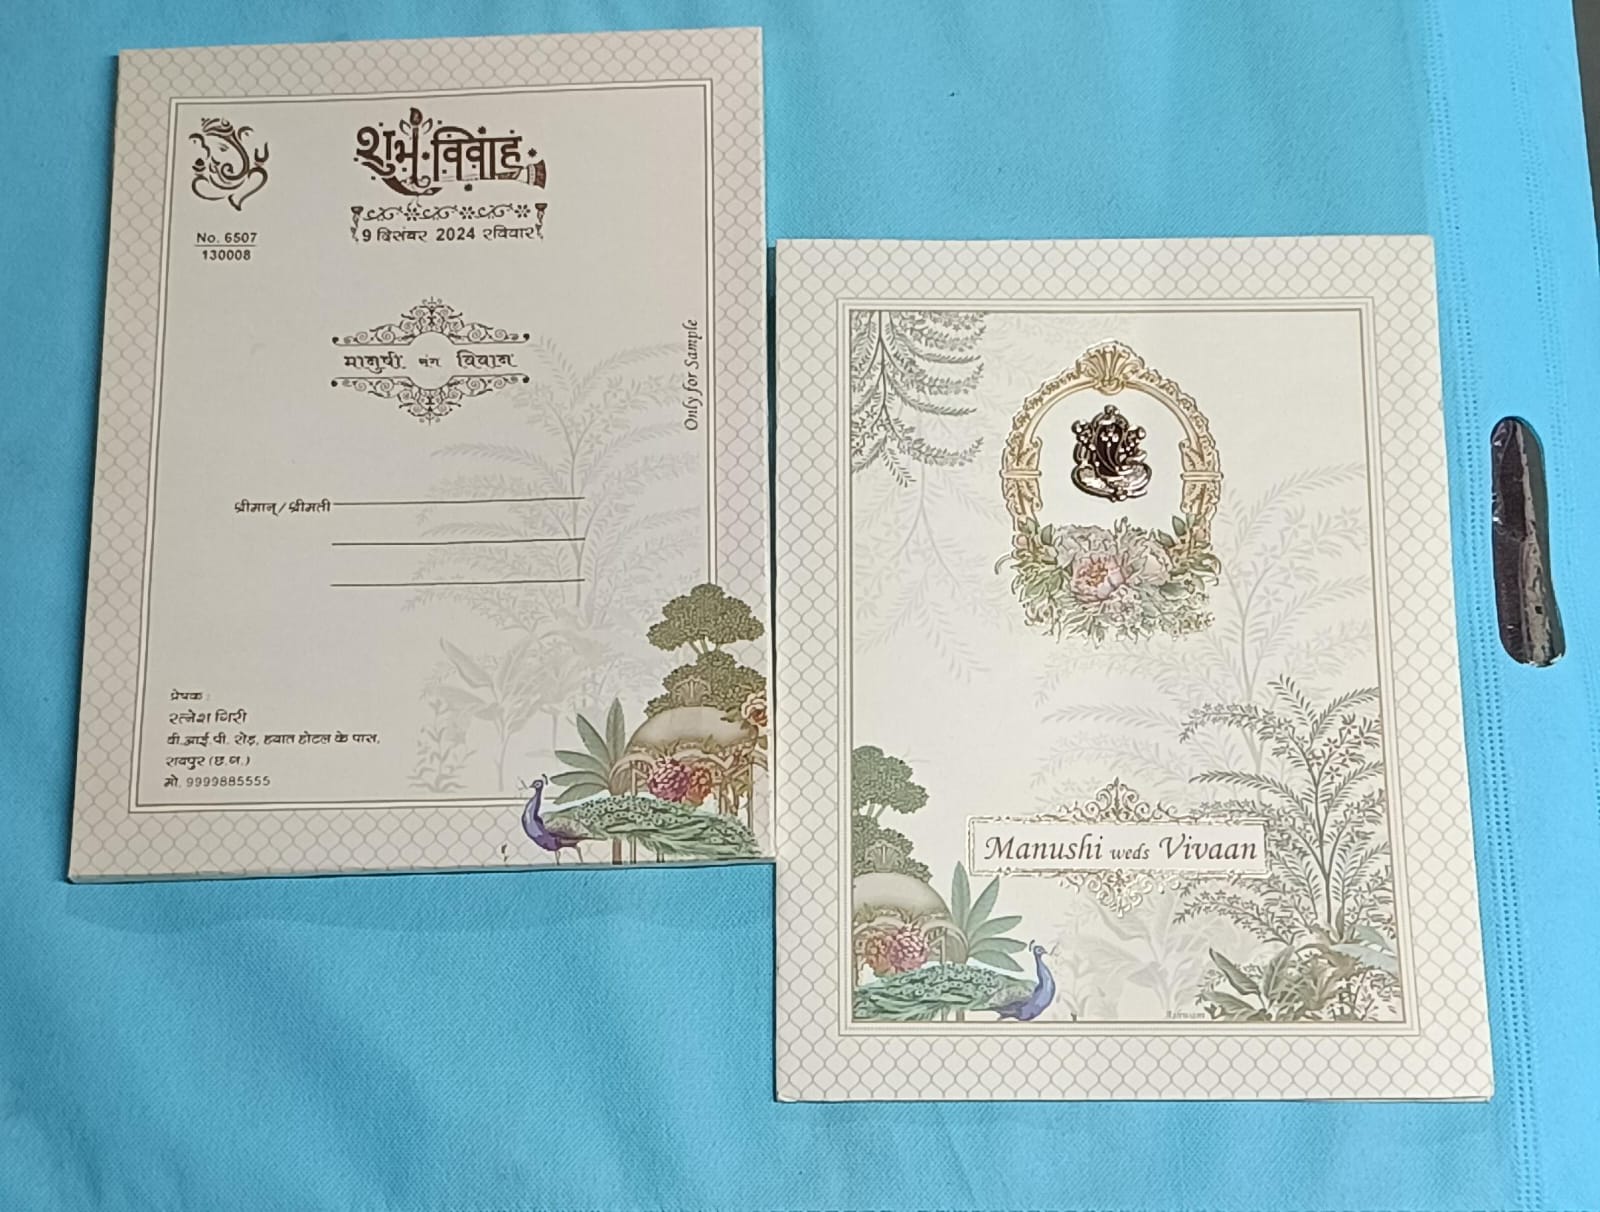 शुभ विवाह
9 दिसंबर 2024 रविवार
No. 6507
130008
मानुषी संग विवान
Only for Sample
श्रीमान् / श्रीमती
प्रेषक :
रत्नेश गिरी
वी.आई.पी. रोड़, हयात होटल के पास,
रायपुर (छ.ग.)
मो. 9999885555
Manushi weds Vivaan